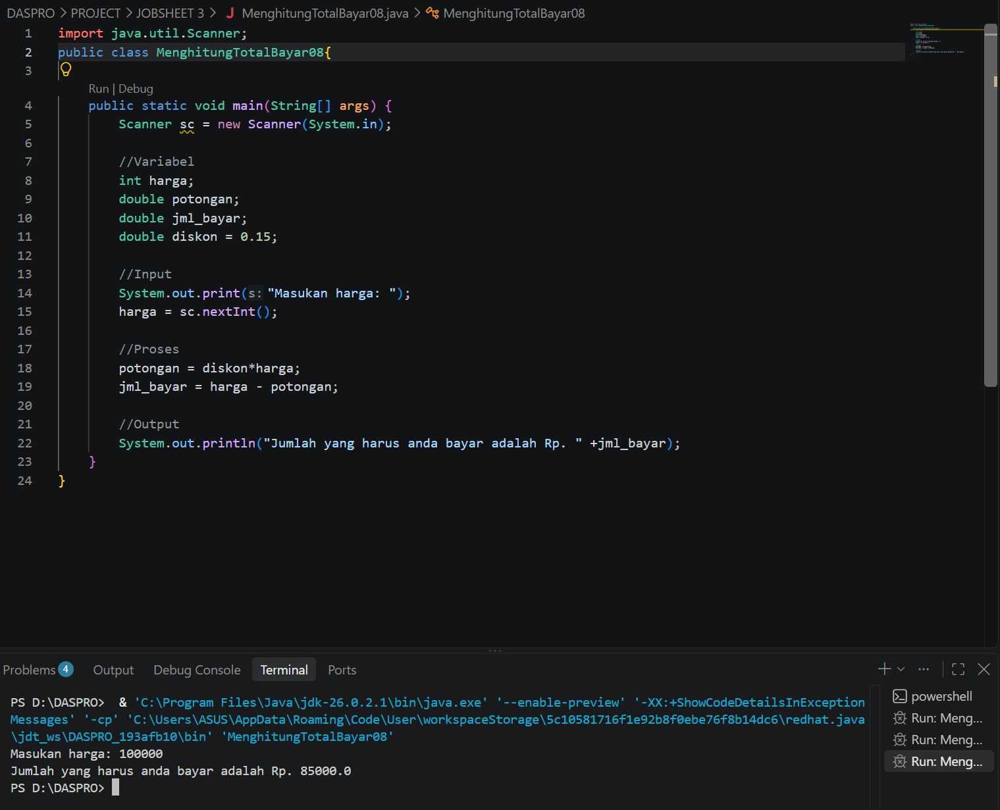 DASPRO > PROJECT > JOBSHEET 3 > J MenghitungTotalBayar08.java > MenghitungTotalBayar08
1 import java.util.Scanner;
2 public class MenghitungTotalBayar08{
3
Run | Debug
4 public static void main(String[] args) {
5 Scanner sc = new Scanner(System.in);
6
7 //Variabel
8 int harga;
9 double potongan;
10 double jml_bayar;
11 double diskon = 0.15;
12
13 //Input
14 System.out.print(s: "Masukan harga: ");
15 harga = sc.nextInt();
16
17 //Proses
18 potongan = diskon*harga;
19 jml_bayar = harga - potongan;
20
21 //Output
22 System.out.println("Jumlah yang harus anda bayar adalah Rp. " +jml_bayar);
23 }
24 }
Problems 4 Output Debug Console Terminal Ports
PS D:\DASPRO> & 'C:\Program Files\Java\jdk-26.0.2.1\bin\java.exe' '--enable-preview' '-XX:+ShowCodeDetailsInException
Messages' '-cp' 'C:\Users\ASUS\AppData\Roaming\Code\User\workspaceStorage\5c10581716f1e92b8f0ebe76f8b14dc6\redhat.java
\jdt_ws\DASPRO_193afb10\bin' 'MenghitungTotalBayar08'
Masukan harga: 100000
Jumlah yang harus anda bayar adalah Rp. 85000.0
PS D:\DASPRO>
powershell
Run: Meng...
Run: Meng...
Run: Meng...